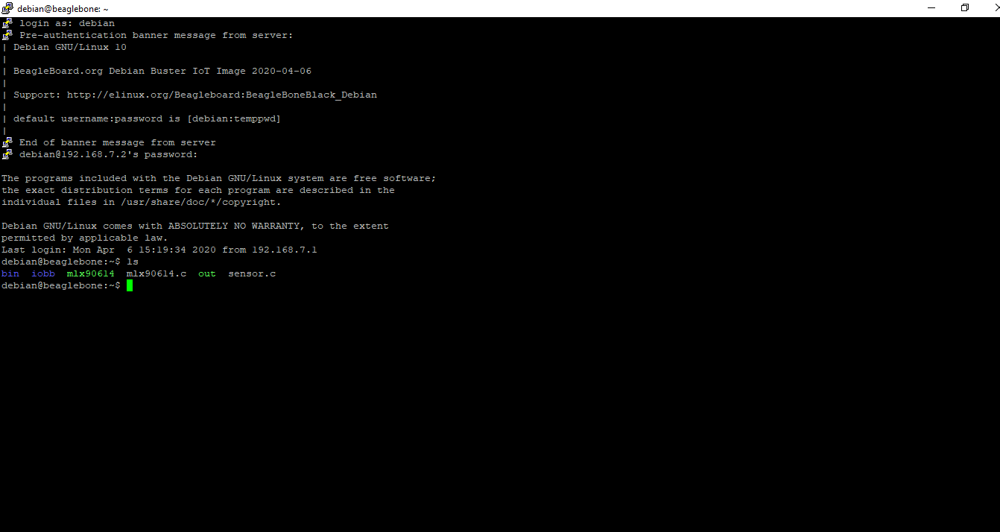 debian@beaglebone: ~
login as: debian
Pre-authentication banner message from server:
| Debian GNU/Linux 10
|
| BeagleBoard.org Debian Buster IoT Image 2020-04-06
|
| Support: http://elinux.org/Beagleboard:BeagleBoneBlack_Debian
|
| default username:password is [debian:temppwd]
|
End of banner message from server
debian@192.168.7.2's password:
The programs included with the Debian GNU/Linux system are free software;
the exact distribution terms for each program are described in the
individual files in /usr/share/doc/*/copyright.
Debian GNU/Linux comes with ABSOLUTELY NO WARRANTY, to the extent
permitted by applicable law.
Last login: Mon Apr  6 15:19:34 2020 from 192.168.7.1
debian@beaglebone:~$ ls
bin  iobb  mlx90614  mlx90614.c  out  sensor.c
debian@beaglebone:~$